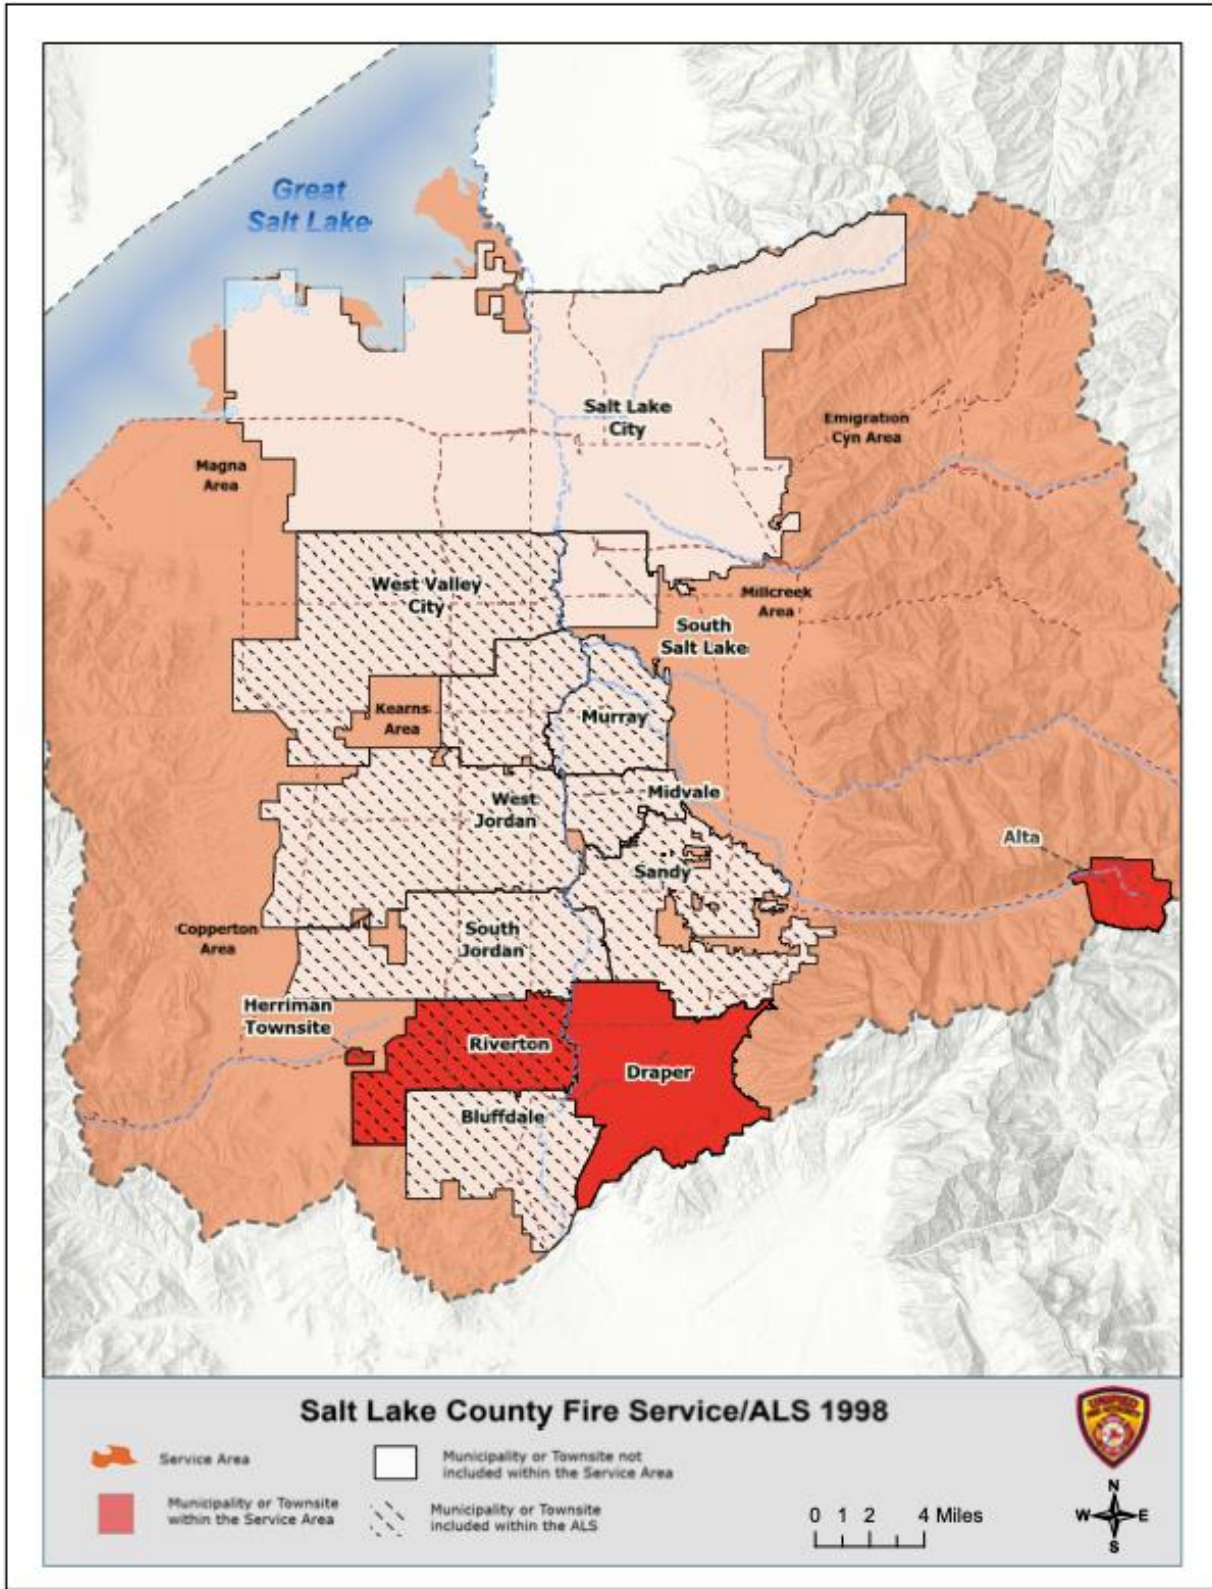 Great
Salt Lake
Salt Lake
City
Emigration
Cyn Area
Magna
Area
West Valley
City
Millcreek
Area
South
Salt Lake
Kearns
Area
Murray
Midvale
West
Jordan
Alta
Sandy
Copperton
Area
South
Jordan
Herriman
Townsite
Riverton
Draper
Bluffdale
Salt Lake County Fire Service/ALS 1998
Service Area
Municipality or Townsite not
included within the Service Area
Municipality or Townsite
within the Service Area
Municipality or Townsite
included within the ALS
0 1 2 4 Miles
UNIFIED
FIRE AUTHORITY
N
W E
S